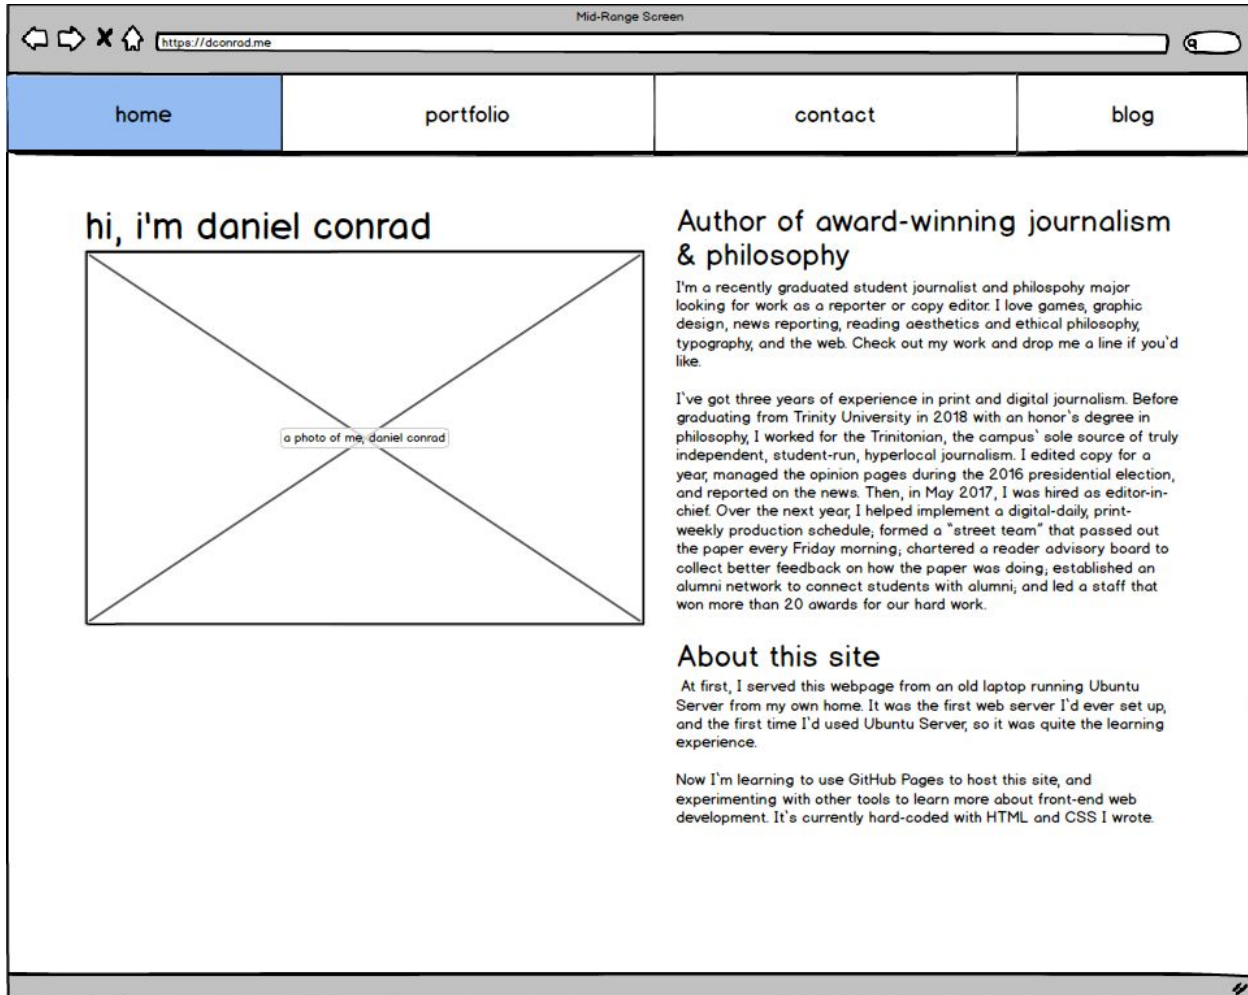 Mid-Range Screen
https://dconrad.me
home
portfolio
contact
blog
hi, i'm daniel conrad
a photo of me, daniel conrad
Author of award-winning journalism
& philosophy
I'm a recently graduated student journalist and philospohy major
looking for work as a reporter or copy editor. I love games, graphic
design, news reporting, reading aesthetics and ethical philosophy,
typography, and the web. Check out my work and drop me a line if you`d
like.
I`ve got three years of experience in print and digital journalism. Before
graduating from Trinity University in 2018 with an honor`s degree in
philosophy, I worked for the Trinitonian, the campus` sole source of truly
independent, student-run, hyperlocal journalism. I edited copy for a
year, managed the opinion pages during the 2016 presidential election,
and reported on the news. Then, in May 2017, I was hired as editor-in-
chief. Over the next year, I helped implement a digital-daily, print-
weekly production schedule; formed a “street team” that passed out
the paper every Friday morning; chartered a reader advisory board to
collect better feedback on how the paper was doing; established an
alumni network to connect students with alumni; and led a staff that
won more than 20 awards for our hard work.
About this site
At first, I served this webpage from an old laptop running Ubuntu
Server from my own home. It was the first web server I`d ever set up,
and the first time I`d used Ubuntu Server, so it was quite the learning
experience.
Now I`m learning to use GitHub Pages to host this site, and
experimenting with other tools to learn more about front-end web
development. It`s currently hard-coded with HTML and CSS I wrote.